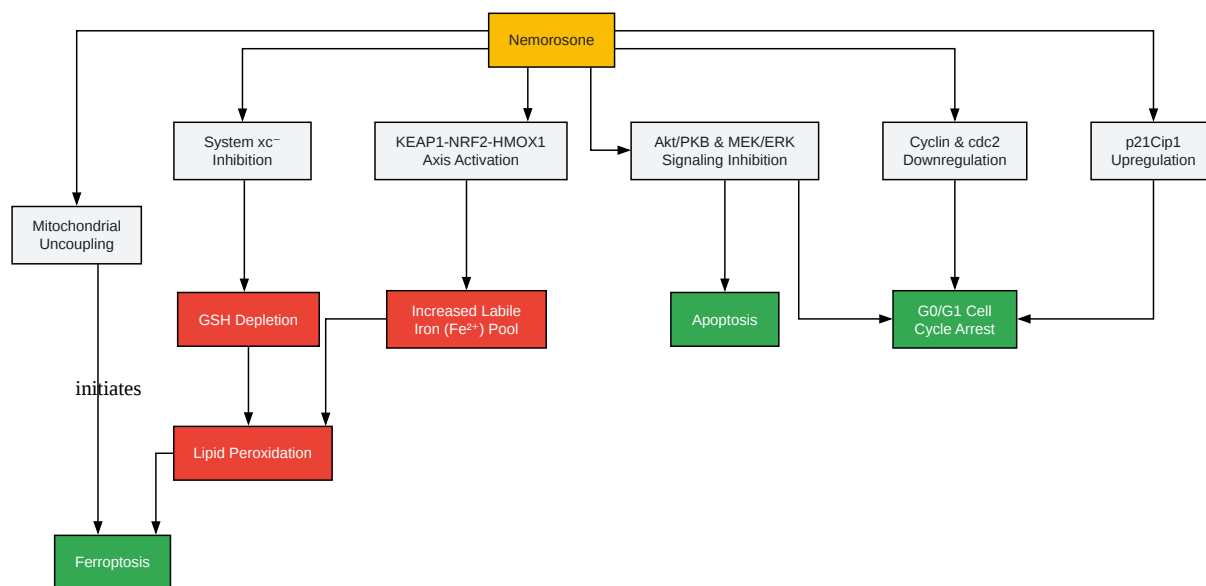 Nemorosone
System xc⁻
Inhibition
KEAP1-NRF2-HMOX1
Axis Activation
Akt/PKB & MEK/ERK
Signaling Inhibition
Cyclin & cdc2
Downregulation
p21Cip1
Upregulation
Mitochondrial
Uncoupling
GSH Depletion
Increased Labile
Iron (Fe²⁺) Pool
Apoptosis
G0/G1 Cell
Cycle Arrest
initiates
Lipid Peroxidation
Ferroptosis